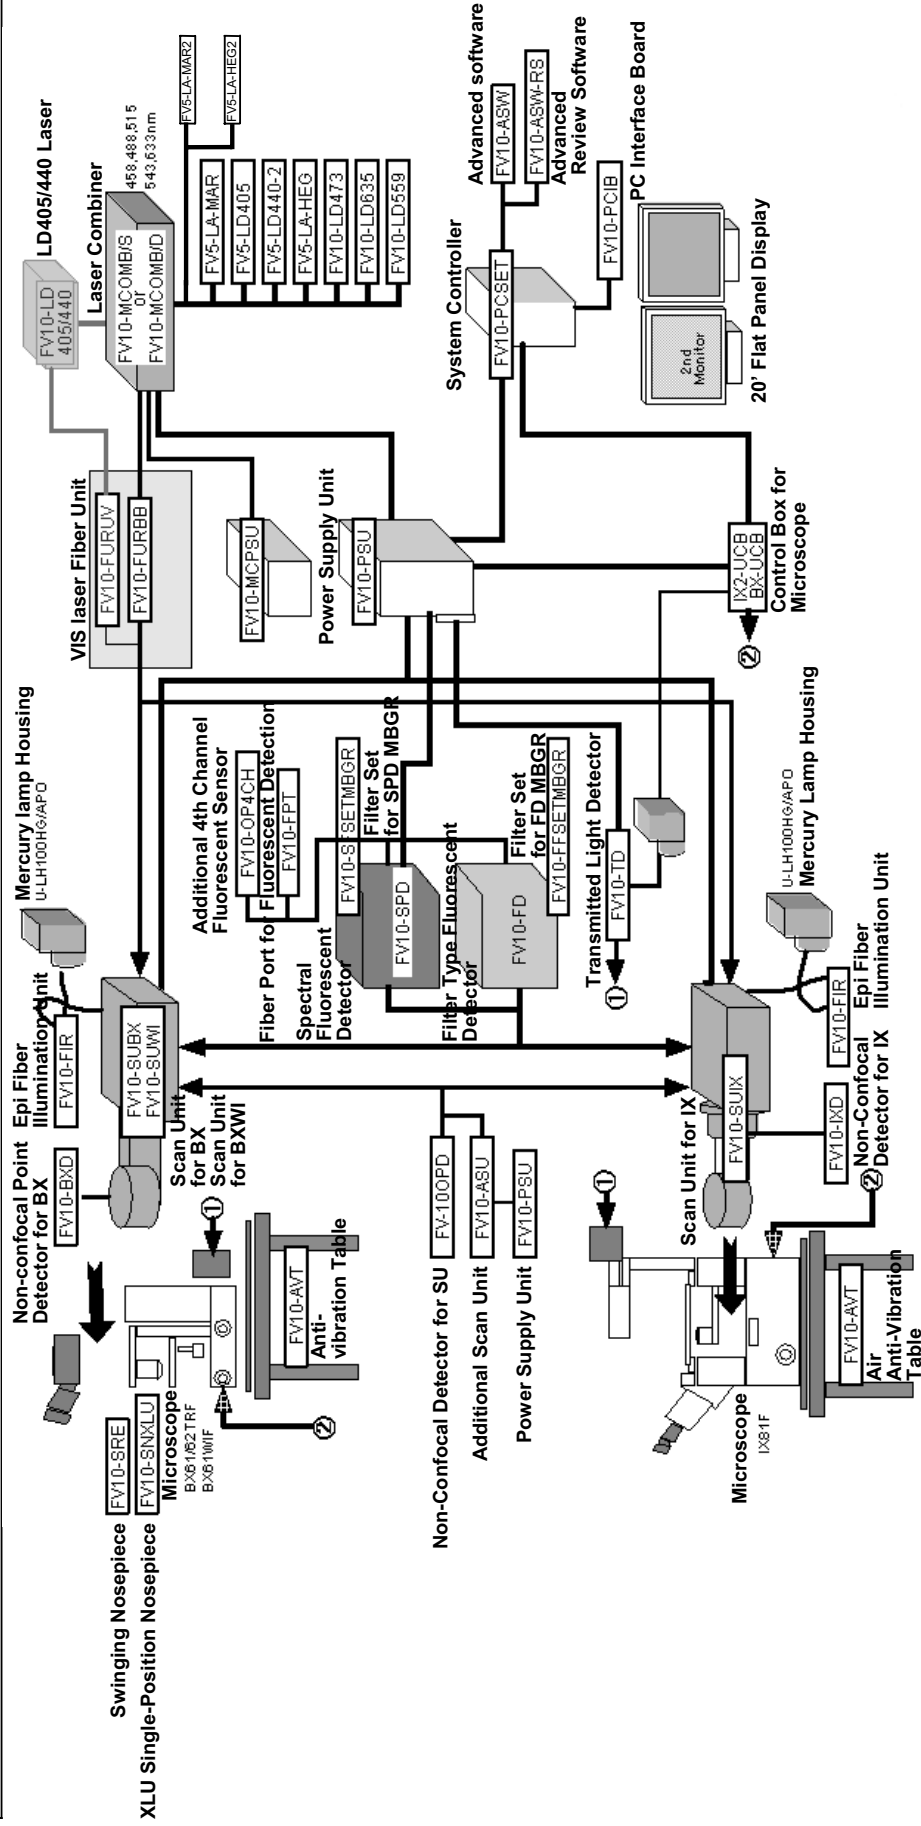 Swinging Nosepiece
FV10-SRE
XLU Single-Position Nosepiece
FV10-SNXLU
Microscope
BX61/62TRF
BX61WIF
Non-confocal Point
Detector for BX
FV10-BXD
Epi Fiber
Illumination Unit
FV10-FIR
Mercury lamp Housing
U-LH100HG/APO
FV10-SUBX
FV10-SUWI
Scan Unit
for BX
Scan Unit
for BXWI
1
2
FV10-AVT
Anti-
vibration Table
VIS laser Fiber Unit
FV10-FURUV
FV10-FURBB
LD405/440 Laser
FV10-LD
405/440
Laser Combiner
458,488,515
543,633nm
FV10-MCOMB/S
or
FV10-MCOMB/D
FV5-LA-MAR2
FV5-LA-HEG2
FV5-LA-MAR
FV5-LD405
FV5-LD440-2
FV5-LA-HEG
FV10-LD473
FV10-LD635
FV10-LD559
FV10-MCPSU
Power Supply Unit
FV10-PSU
Additional 4th Channel
Fluorescent Sensor
FV10-OP4CH
Fiber Port for Fluorescent Detection
FV10-FPT
Spectral
Fluorescent
Detector
FV10-SPD
FV10-SFSETMBGR
Filter Set
for SPD MBGR
Filter Type Fluorescent
Detector
FV10-FD
Filter Set
for FD MBGR
FV10-FFSETMBGR
Transmitted Light Detector
FV10-TD
1
Non-Confocal Detector for SU
FV-10OPD
Additional Scan Unit
FV10-ASU
Power Supply Unit
FV10-PSU
System Controller
FV10-PCSET
Advanced software
FV10-ASW
FV10-ASW-RS
Advanced
Review Software
FV10-PCIB
PC Interface Board
2nd
Monitor
20' Flat Panel Display
IX2-UCB
BX-UCB
Control Box for
Microscope
2
Scan Unit for IX
FV10-SUIX
FV10-IXD
Non-Confocal
Detector for IX
FV10-FIR
Epi Fiber
Illumination Unit
U-LH100HG/APO
Mercury Lamp Housing
1
2
Microscope
IX81F
FV10-AVT
Air
Anti-Vibration
Table